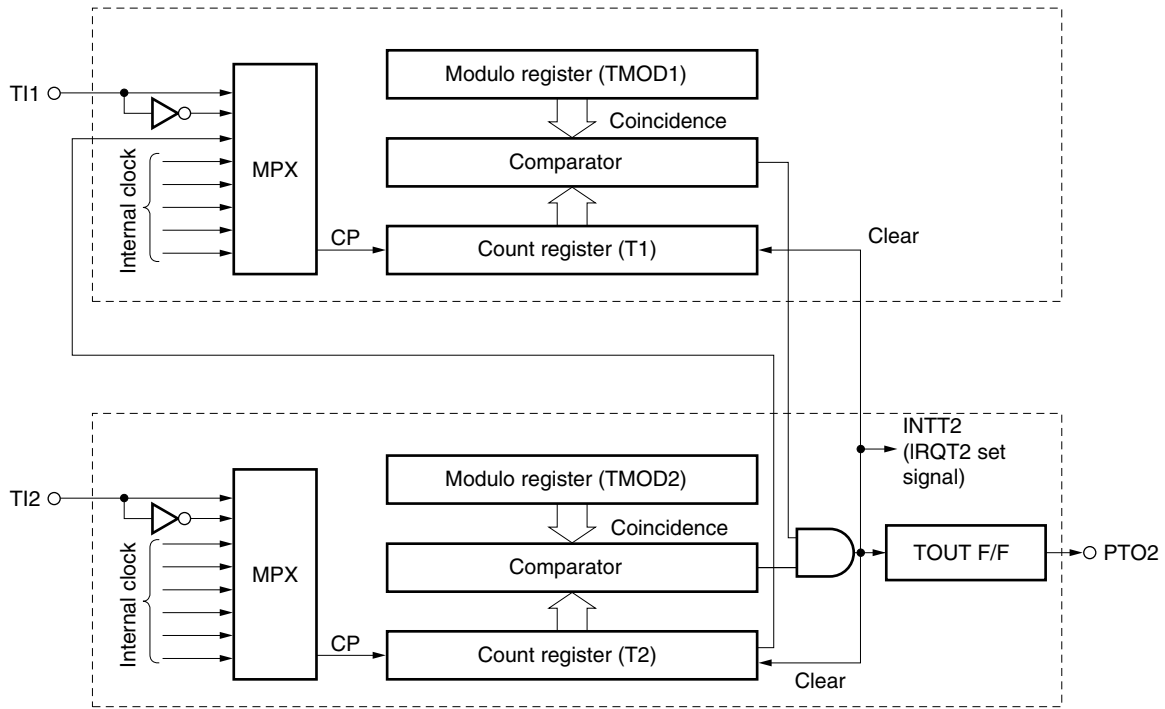 Modulo register (TMOD1)
TI1
Coincidence
MPX
Comparator
Internal clock
CP
Count register (T1)
Clear
INTT2
(IRQT2 set
signal)
Modulo register (TMOD2)
TI2
Coincidence
MPX
Comparator
TOUT F/F
PTO2
Internal clock
CP
Count register (T2)
Clear